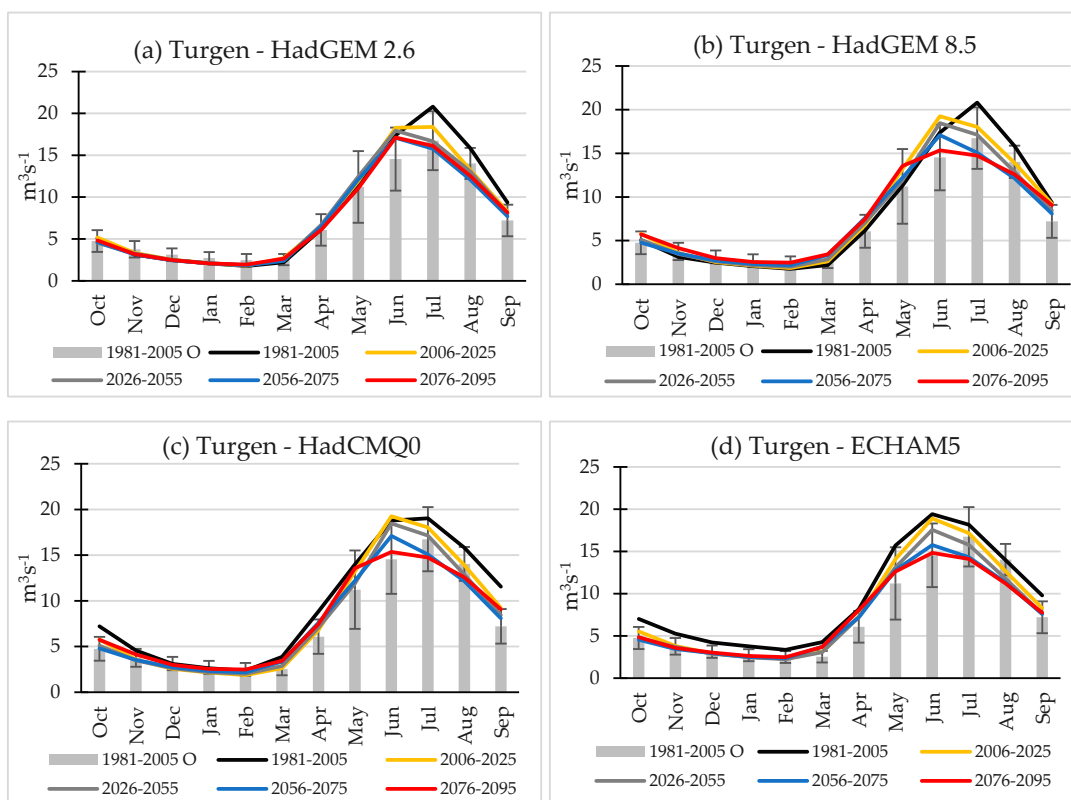 (a) Turgen - HadGEM 2.6
25
20
15
10
5
0
m³s⁻¹
Oct
Nov
Dec
Jan
Feb
Mar
Apr
May
Jun
Jul
Aug
Sep
1981-2005 O 1981-2005 2006-2025
2026-2055 2056-2075 2076-2095
(b) Turgen - HadGEM 8.5
25
20
15
10
5
0
m³s⁻¹
Oct
Nov
Dec
Jan
Feb
Mar
Apr
May
Jun
Jul
Aug
Sep
1981-2005 O 1981-2005 2006-2025
2026-2055 2056-2075 2076-2095
(c) Turgen - HadCMQ0
25
20
15
10
5
0
m³s⁻¹
Oct
Nov
Dec
Jan
Feb
Mar
Apr
May
Jun
Jul
Aug
Sep
1981-2005 O 1981-2005 2006-2025
2026-2055 2056-2075 2076-2095
(d) Turgen - ECHAM5
25
20
15
10
5
0
m³s⁻¹
Oct
Nov
Dec
Jan
Feb
Mar
Apr
May
Jun
Jul
Aug
Sep
1981-2005 O 1981-2005 2006-2025
2026-2055 2056-2075 2076-2095